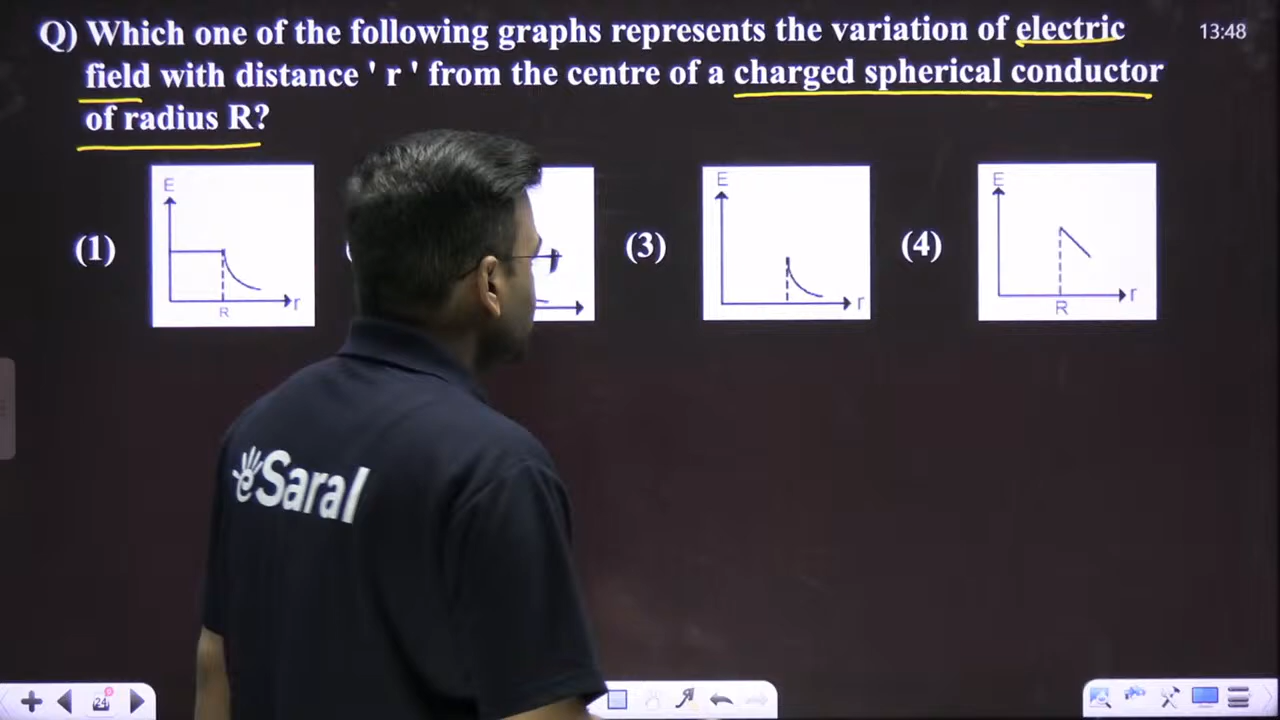 Q) Which one of the following graphs represents the variation of electric
13:48
field with distance ' r ' from the centre of a charged spherical conductor
of radius R?
(1)
E
R
r
(3)
E
r
(4)
E
R
r
eSaral
24